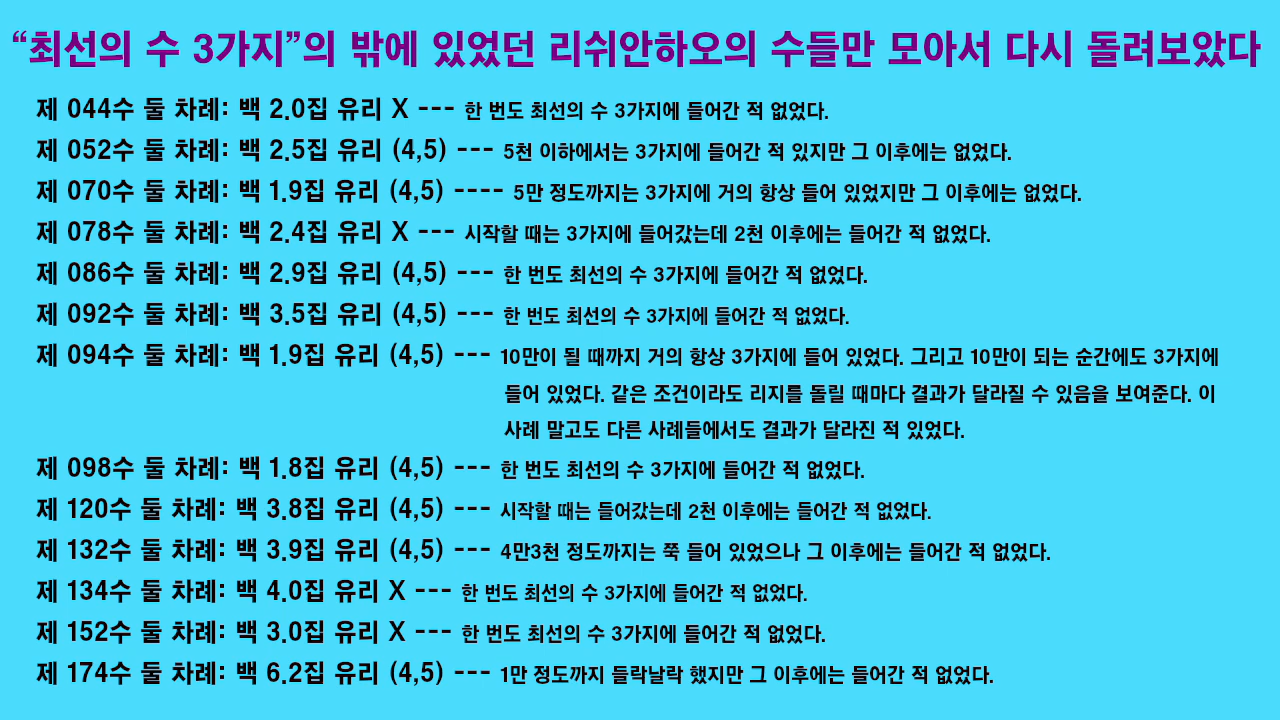 “최선의 수 3가지”의 밖에 있었던 리쉬안하오의 수들만 모아서 다시 돌려보았다
제 044수 둘 차례: 백 2.0집 유리 X --- 한 번도 최선의 수 3가지에 들어간 적 없었다.
제 052수 둘 차례: 백 2.5집 유리 (4,5) --- 5천 이하에서는 3가지에 들어간 적 있지만 그 이후에는 없었다.
제 070수 둘 차례: 백 1.9집 유리 (4,5) ---- 5만 정도까지는 3가지에 거의 항상 들어 있었지만 그 이후에는 없었다.
제 078수 둘 차례: 백 2.4집 유리 X --- 시작할 때는 3가지에 들어갔는데 2천 이후에는 들어간 적 없었다.
제 086수 둘 차례: 백 2.9집 유리 (4,5) --- 한 번도 최선의 수 3가지에 들어간 적 없었다.
제 092수 둘 차례: 백 3.5집 유리 (4,5) --- 한 번도 최선의 수 3가지에 들어간 적 없었다.
제 094수 둘 차례: 백 1.9집 유리 (4,5) --- 10만이 될 때까지 거의 항상 3가지에 들어 있었다. 그리고 10만이 되는 순간에도 3가지에
들어 있었다. 같은 조건이라도 리지를 돌릴 때마다 결과가 달라질 수 있음을 보여준다. 이
사례 말고도 다른 사례들에서도 결과가 달라진 적 있었다.
제 098수 둘 차례: 백 1.8집 유리 (4,5) --- 한 번도 최선의 수 3가지에 들어간 적 없었다.
제 120수 둘 차례: 백 3.8집 유리 (4,5) --- 시작할 때는 들어갔는데 2천 이후에는 들어간 적 없었다.
제 132수 둘 차례: 백 3.9집 유리 (4,5) --- 4만3천 정도까지는 쭉 들어 있었으나 그 이후에는 들어간 적 없었다.
제 134수 둘 차례: 백 4.0집 유리 X --- 한 번도 최선의 수 3가지에 들어간 적 없었다.
제 152수 둘 차례: 백 3.0집 유리 X --- 한 번도 최선의 수 3가지에 들어간 적 없었다.
제 174수 둘 차례: 백 6.2집 유리 (4,5) --- 1만 정도까지 들락날락 했지만 그 이후에는 들어간 적 없었다.